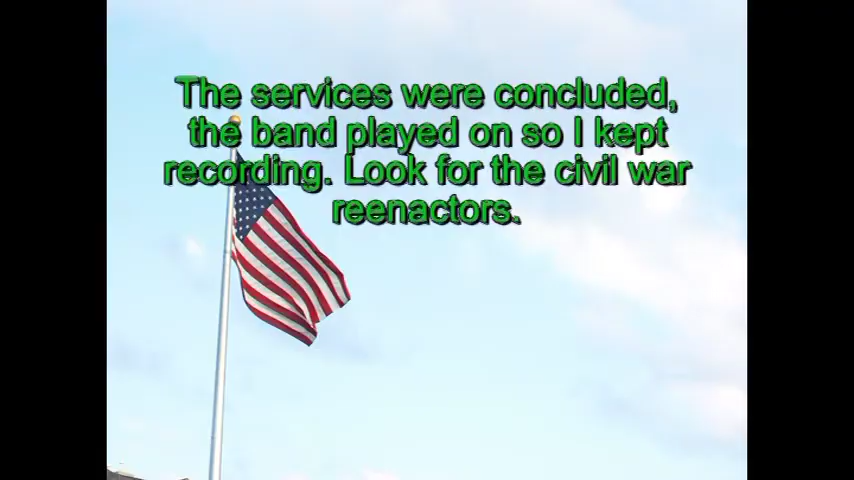 The services were concluded,
the band played on so I kept
recording. Look for the civil war
reenactors.